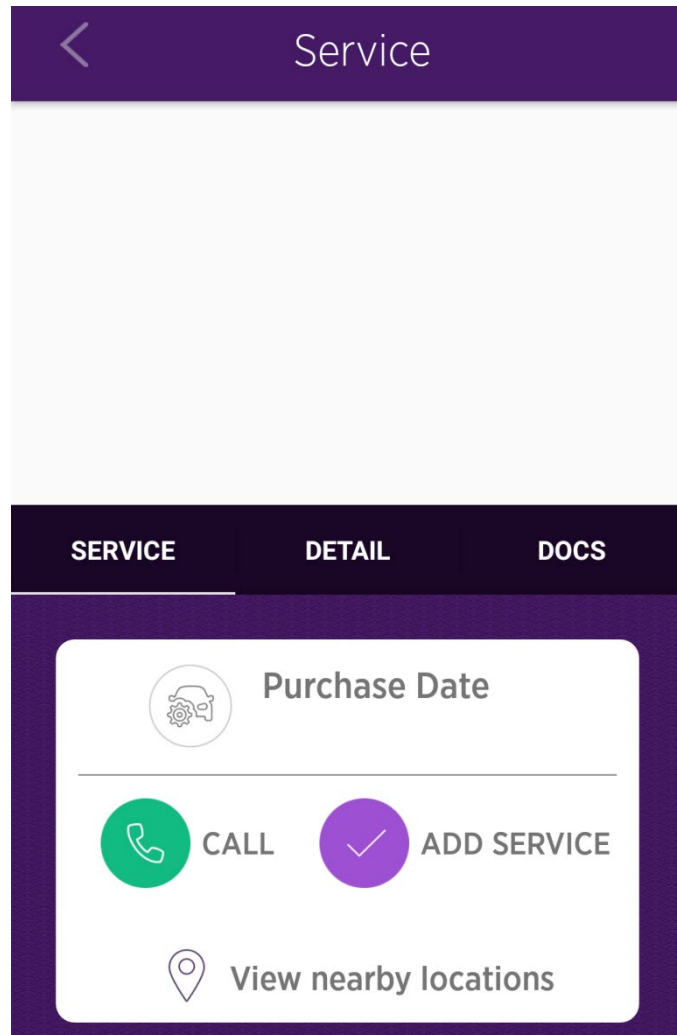 Service
SERVICE DETAIL DOCS
Purchase Date
CALL ADD SERVICE
View nearby locations